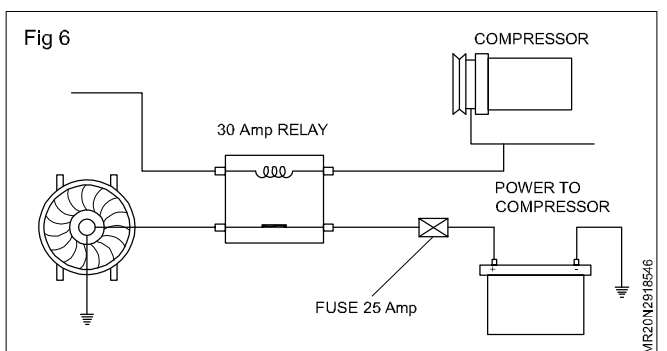 Fig 6
COMPRESSOR
30 Amp RELAY
POWER TO
COMPRESSOR
+ -
FUSE 25 Amp
MR20N2918546